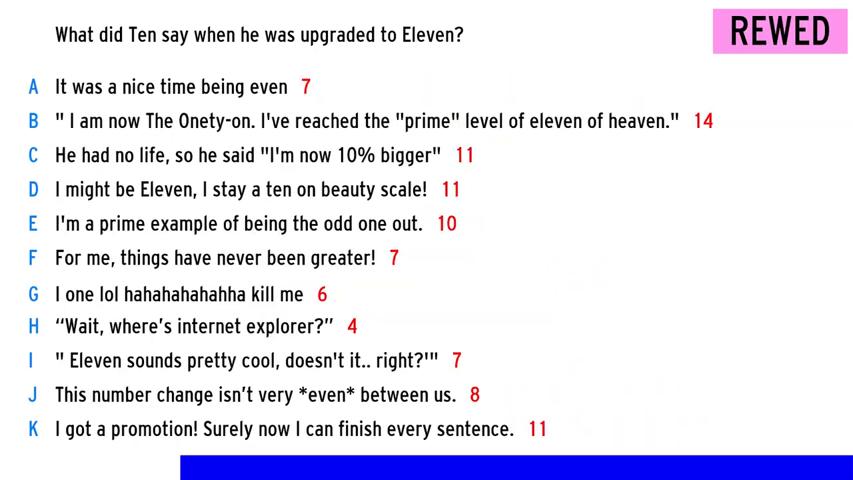 What did Ten say when he was upgraded to Eleven?
REWED
A It was a nice time being even 7
B " I am now The Onety-on. I've reached the "prime" level of eleven of heaven." 14
C He had no life, so he said "I'm now 10% bigger" 11
D I might be Eleven, I stay a ten on beauty scale! 11
E I'm a prime example of being the odd one out. 10
F For me, things have never been greater! 7
G I one lol hahahahahahha kill me 6
H “Wait, where’s internet explorer?” 4
I " Eleven sounds pretty cool, doesn't it.. right?'" 7
J This number change isn’t very *even* between us. 8
K I got a promotion! Surely now I can finish every sentence. 11